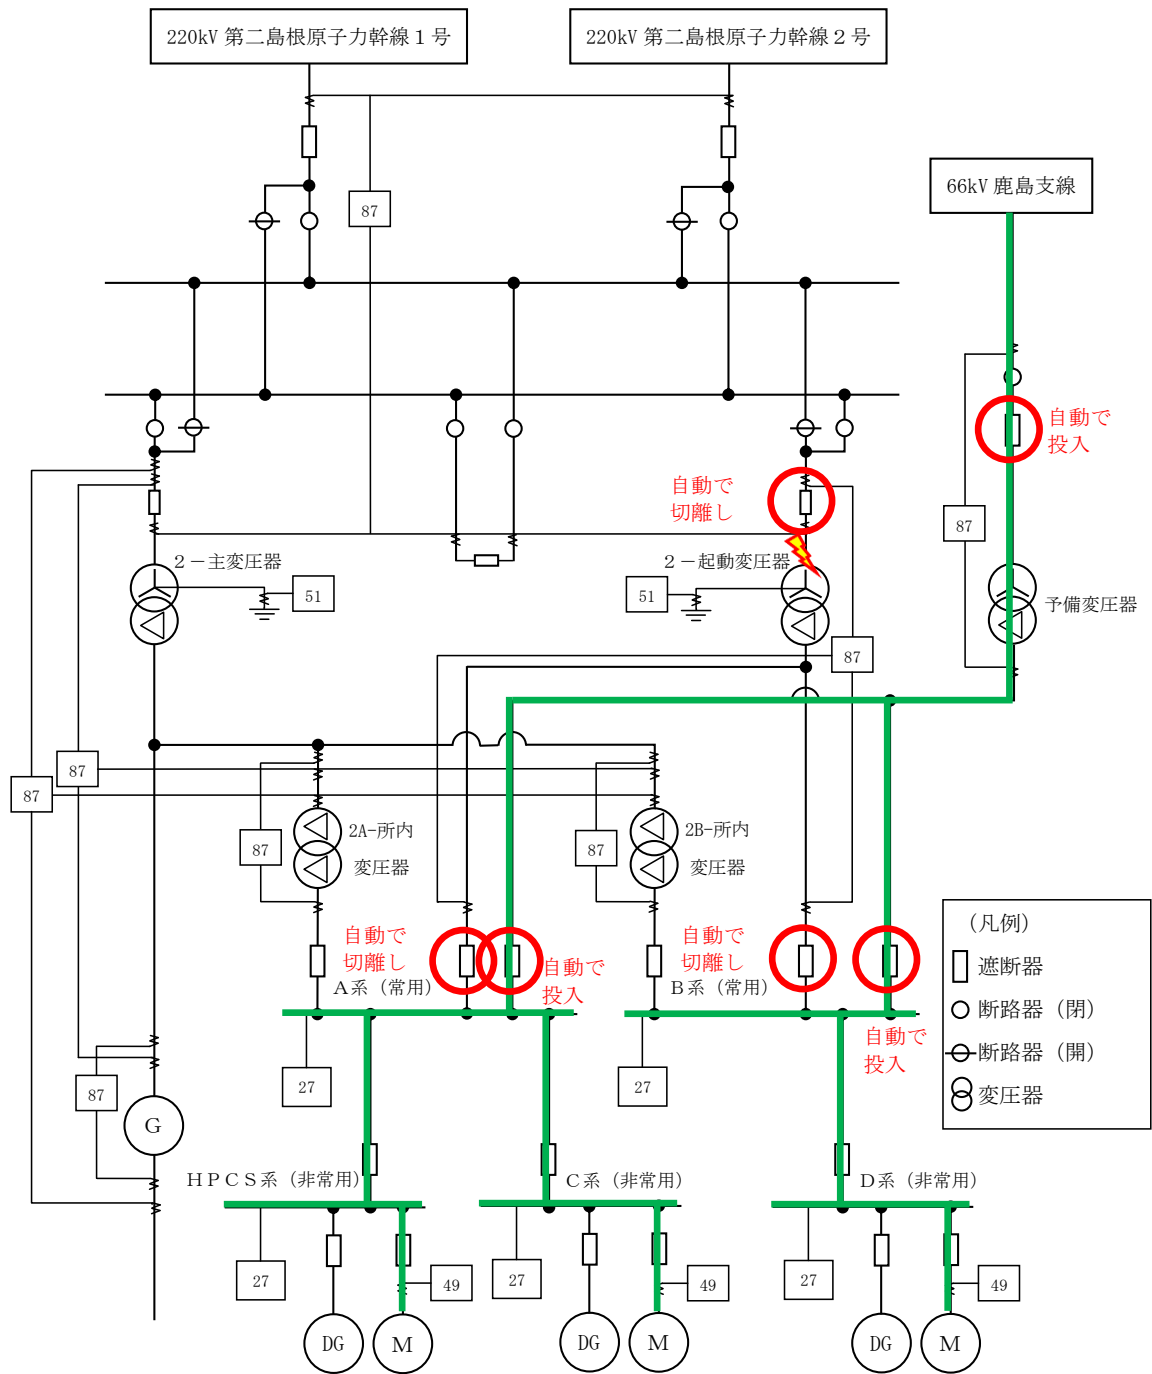 220kV 第二島根原子力幹線１号
220kV 第二島根原子力幹線２号
66kV 鹿島支線
87
自動で
投入
自動で
切離し
87
２－主変圧器
２－起動変圧器
51
51
予備変圧器
87
87
87
2A-所内
変圧器
87
2B-所内
変圧器
87
自動で
切離し
自動で
投入
自動で
切離し
Ａ系（常用）
Ｂ系（常用）
自動で
投入
（凡例）
遮断器
断路器（閉）
断路器（開）
変圧器
27
27
87
G
ＨＰＣＳ系（非常用）
Ｃ系（非常用）
Ｄ系（非常用）
27
49
27
49
27
49
DG
M
DG
M
DG
M